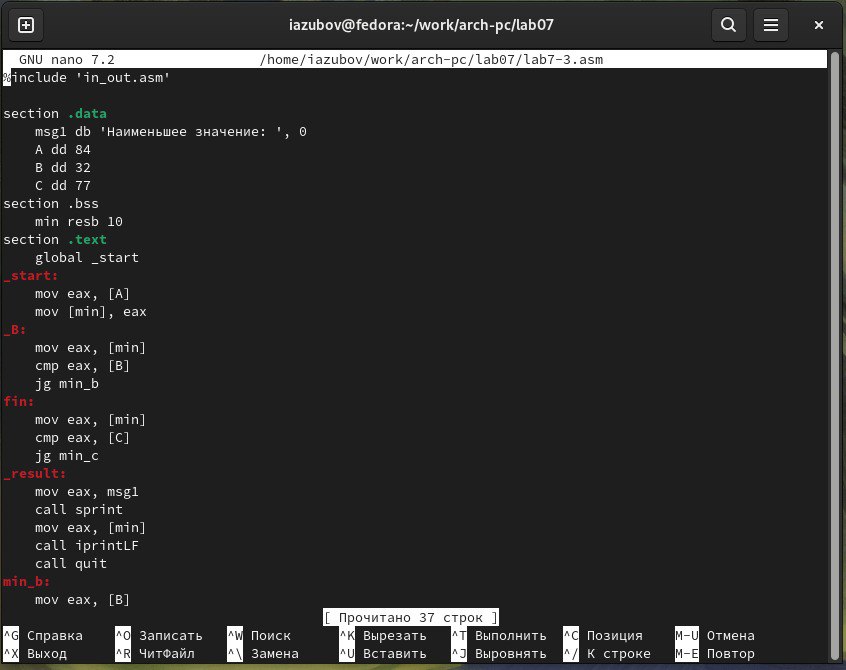 iazubov@fedora:~/work/arch-pc/lab07
GNU nano 7.2 /home/iazubov/work/arch-pc/lab07/lab7-3.asm
%include 'in_out.asm'

section .data
    msg1 db 'Наименьшее значение: ', 0
    A dd 84
    B dd 32
    C dd 77
section .bss
    min resb 10
section .text
    global _start
_start:
    mov eax, [A]
    mov [min], eax
_B:
    mov eax, [min]
    cmp eax, [B]
    jg min_b
fin:
    mov eax, [min]
    cmp eax, [C]
    jg min_c
_result:
    mov eax, msg1
    call sprint
    mov eax, [min]
    call iprintLF
    call quit
min_b:
    mov eax, [B]
[ Прочитано 37 строк ]
^G Справка ^O Записать ^W Поиск ^K Вырезать ^T Выполнить ^C Позиция M-U Отмена
^X Выход ^R ЧитФайл ^\ Замена ^U Вставить ^J Выровнять ^/ К строке M-E Повтор